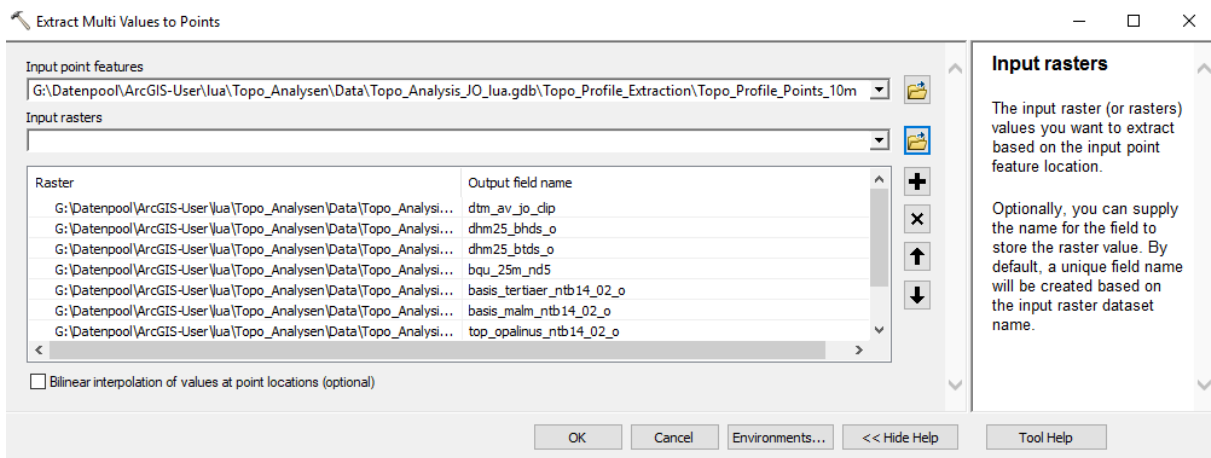 Extract Multi Values to Points
Input point features
G:\Datenpool\ArcGIS-User\lua\Topo_Analysen\Data\Topo_Analysis_JO_lua.gdb\Topo_Profile_Extraction\Topo_Profile_Points_10m
Input rasters
Raster Output field name
G:\Datenpool\ArcGIS-User\lua\Topo_Analysen\Data\Topo_Analysi... dtm_av_jo_clip
G:\Datenpool\ArcGIS-User\lua\Topo_Analysen\Data\Topo_Analysi... dhm25_bhds_o
G:\Datenpool\ArcGIS-User\lua\Topo_Analysen\Data\Topo_Analysi... dhm25_btds_o
G:\Datenpool\ArcGIS-User\lua\Topo_Analysen\Data\Topo_Analysi... bqu_25m_nd5
G:\Datenpool\ArcGIS-User\lua\Topo_Analysen\Data\Topo_Analysi... basis_tertiaer_ntb14_02_o
G:\Datenpool\ArcGIS-User\lua\Topo_Analysen\Data\Topo_Analysi... basis_malm_ntb14_02_o
G:\Datenpool\ArcGIS-User\lua\Topo_Analysen\Data\Topo_Analysi... top_opalinus_ntb14_02_o
Bilinear interpolation of values at point locations (optional)
OK Cancel Environments... << Hide Help
Input rasters
The input raster (or rasters)
values you want to extract
based on the input point
feature location.
Optionally, you can supply
the name for the field to
store the raster value. By
default, a unique field name
will be created based on
the input raster dataset
name.
Tool Help